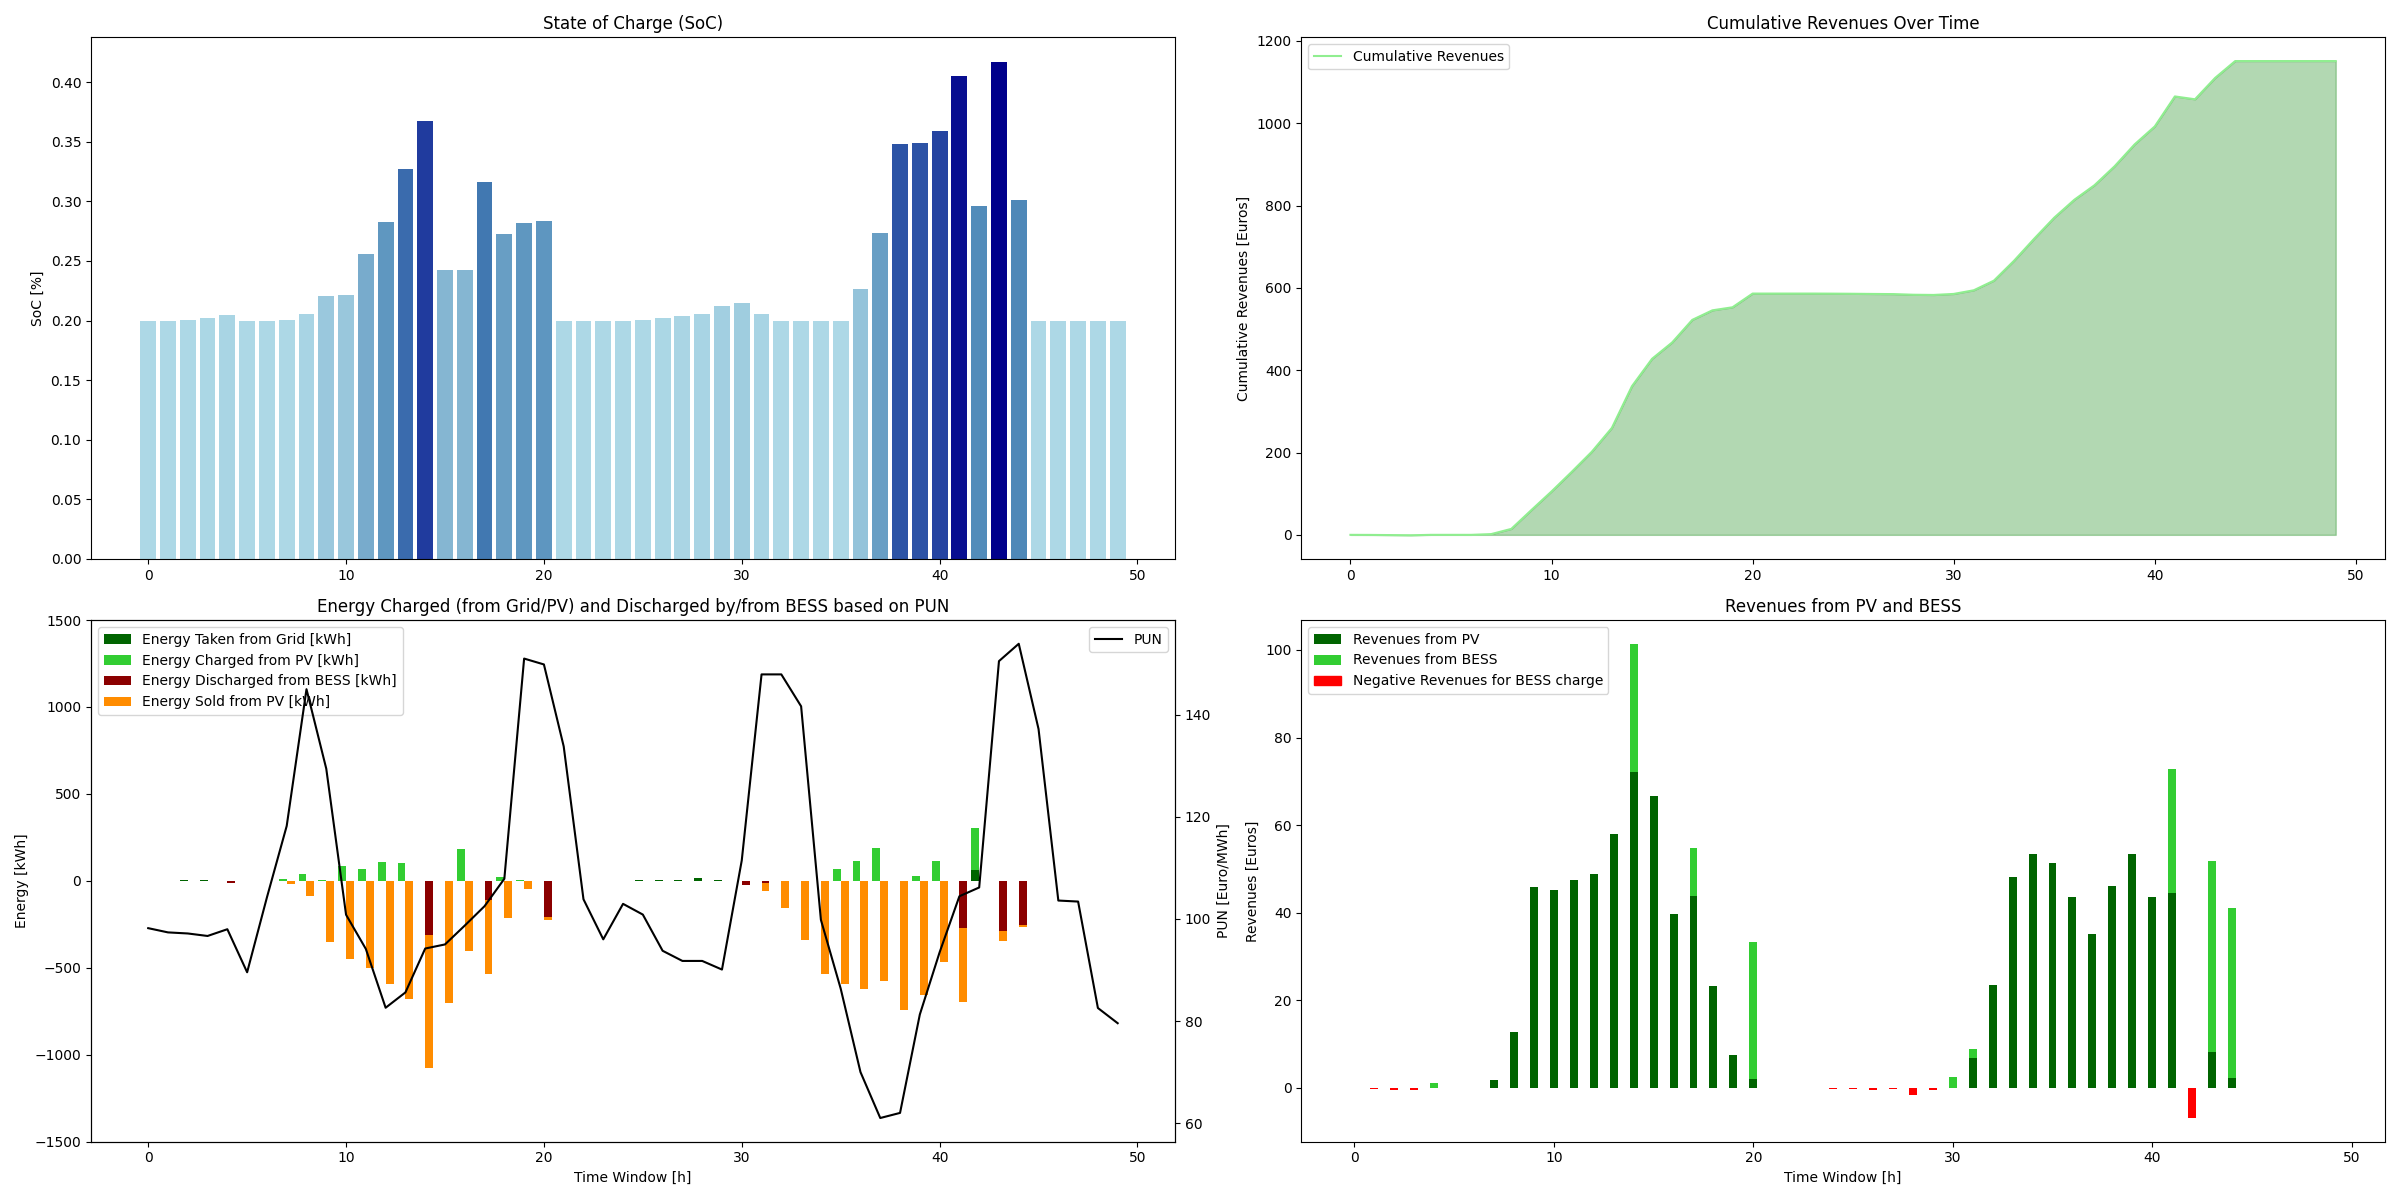 State of Charge (SoC)
SoC [%]
0.40
0.35
0.30
0.25
0.20
0.15
0.10
0.05
0.00
0 10 20 30 40 50
Cumulative Revenues Over Time
Cumulative Revenues
Cumulative Revenues [Euros]
1200
1000
800
600
400
200
0
0 10 20 30 40 50
Energy Charged (from Grid/PV) and Discharged by/from BESS based on PUN
Energy Taken from Grid [kWh]
Energy Charged from PV [kWh]
Energy Discharged from BESS [kWh]
Energy Sold from PV [kWh]
PUN
Energy [kWh]
1500
1000
500
0
−500
−1000
−1500
PUN [Euro/MWh]
140
120
100
80
60
0 10 20 30 40 50
Time Window [h]
Revenues from PV and BESS
Revenues from PV
Revenues from BESS
Negative Revenues for BESS charge
Revenues [Euros]
100
80
60
40
20
0
0 10 20 30 40 50
Time Window [h]